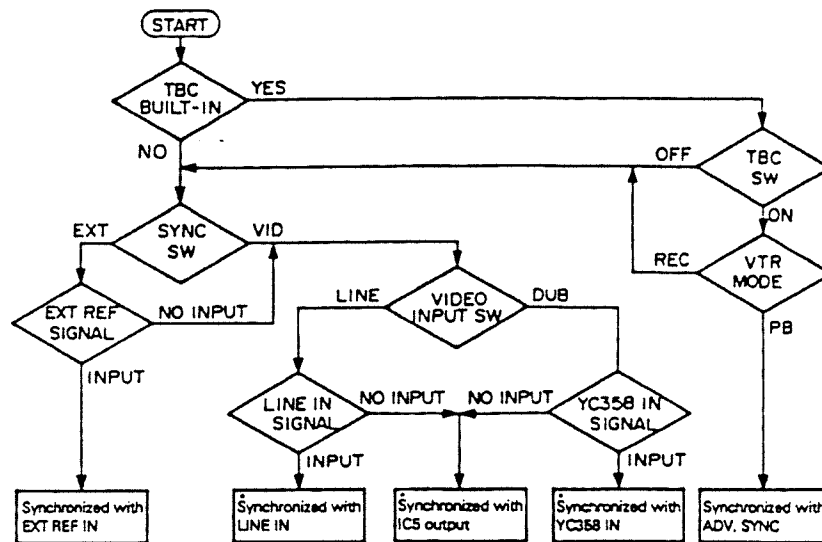 START
TBC
BUILT-IN
YES
NO
OFF
TBC
SW
ON
EXT
SYNC
SW
VID
REC
VTR
MODE
LINE
VIDEO
INPUT SW
DUB
EXT REF
SIGNAL
NO INPUT
PB
INPUT
LINE IN
SIGNAL
NO INPUT
NO INPUT
YC358 IN
SIGNAL
INPUT
INPUT
Synchronized with
EXT REF IN
Synchronized with
LINE IN
Synchronized with
IC5 output
Synchronized with
YC358 IN
Synchronized with
ADV. SYNC